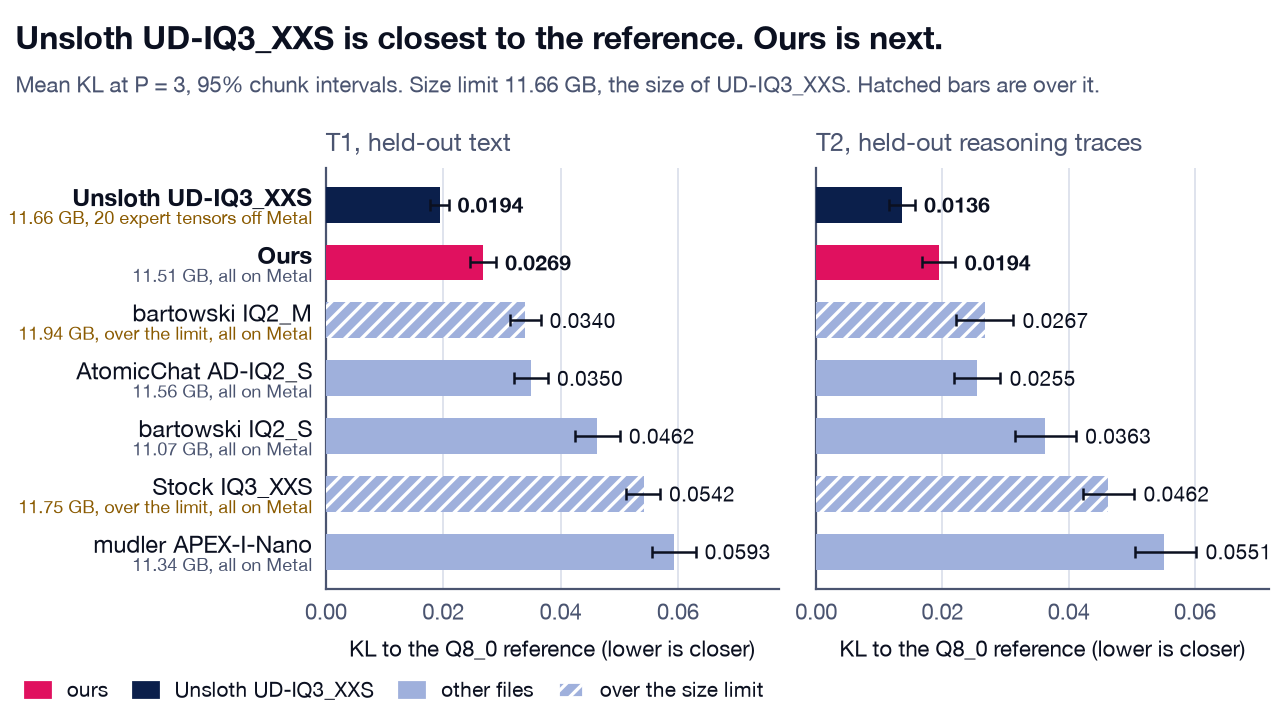 Unsloth UD-IQ3_XXS is closest to the reference. Ours is next.
Mean KL at P = 3, 95% chunk intervals. Size limit 11.66 GB, the size of UD-IQ3_XXS. Hatched bars are over it.
T1, held-out text
T2, held-out reasoning traces
Unsloth UD-IQ3_XXS
11.66 GB, 20 expert tensors off Metal
0.0194
0.0136
Ours
11.51 GB, all on Metal
0.0269
0.0194
bartowski IQ2_M
11.94 GB, over the limit, all on Metal
0.0340
0.0267
AtomicChat AD-IQ2_S
11.56 GB, all on Metal
0.0350
0.0255
bartowski IQ2_S
11.07 GB, all on Metal
0.0462
0.0363
Stock IQ3_XXS
11.75 GB, over the limit, all on Metal
0.0542
0.0462
mudler APEX-I-Nano
11.34 GB, all on Metal
0.0593
0.0551
0.00 0.02 0.04 0.06
0.00 0.02 0.04 0.06
KL to the Q8_0 reference (lower is closer)
KL to the Q8_0 reference (lower is closer)
ours Unsloth UD-IQ3_XXS other files over the size limit